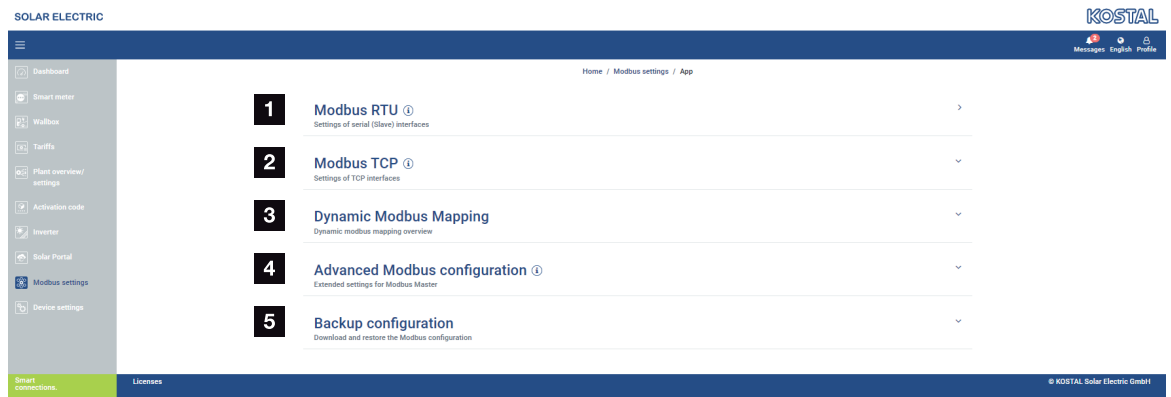 SOLAR ELECTRIC
KOSTAL
2
Messages English Profile
Dashboard
Smart meter
Wallbox
Tariffs
Plant overview/
settings
Activation code
Inverter
Solar Portal
Modbus settings
Device settings
Home / Modbus settings / App
1
Modbus RTU
Settings of serial (Slave) interfaces
2
Modbus TCP
Settings of TCP interfaces
3
Dynamic Modbus Mapping
Dynamic modbus mapping overview
4
Advanced Modbus configuration
Extended settings for Modbus Master
5
Backup configuration
Download and restore the Modbus configuration
Smart
connections.
Licenses
© KOSTAL Solar Electric GmbH